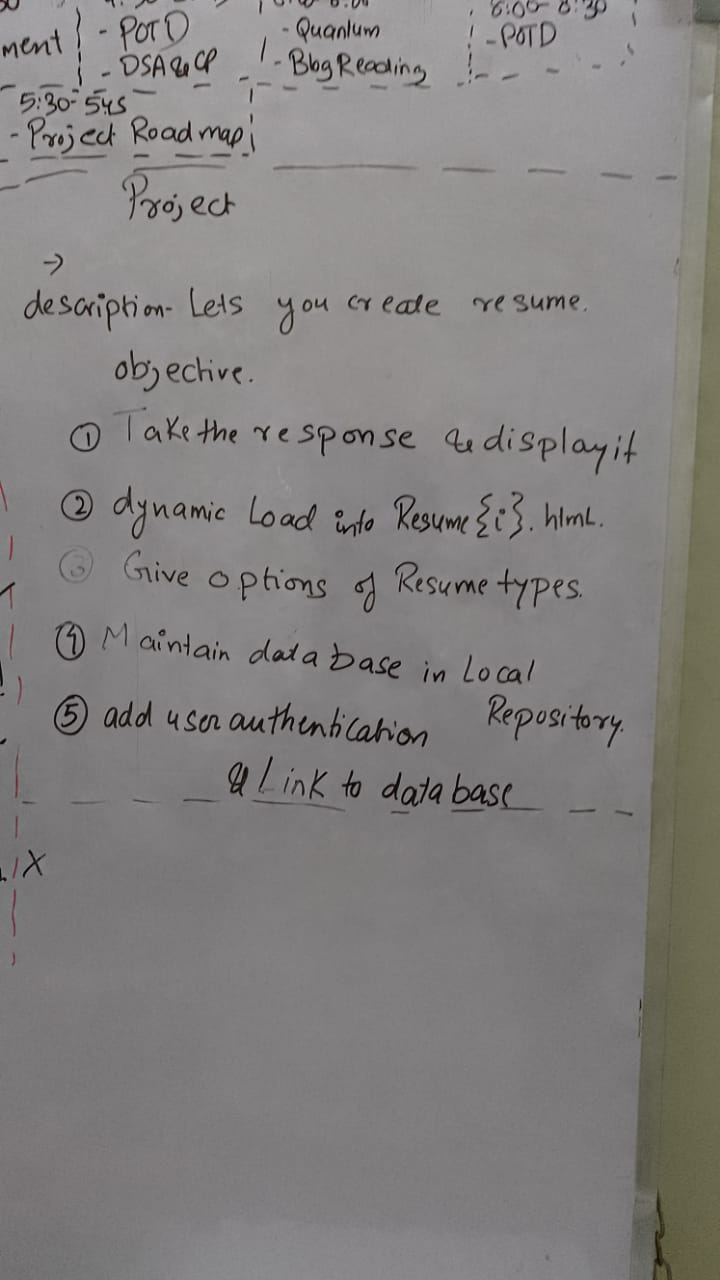 8:00-8:30
ment
- POTD
- Quantum
- POTD
- DSA & CP
- Blog Reading
5:30-545
- Project Roadmap
Project
→
description- Lets you create resume.
objective.
① Take the response & display it
② dynamic Load into Resume{i}.html.
③ Give options of Resume types.
④ Maintain database in Local
Repository.
⑤ add user authentication
& Link to database
X